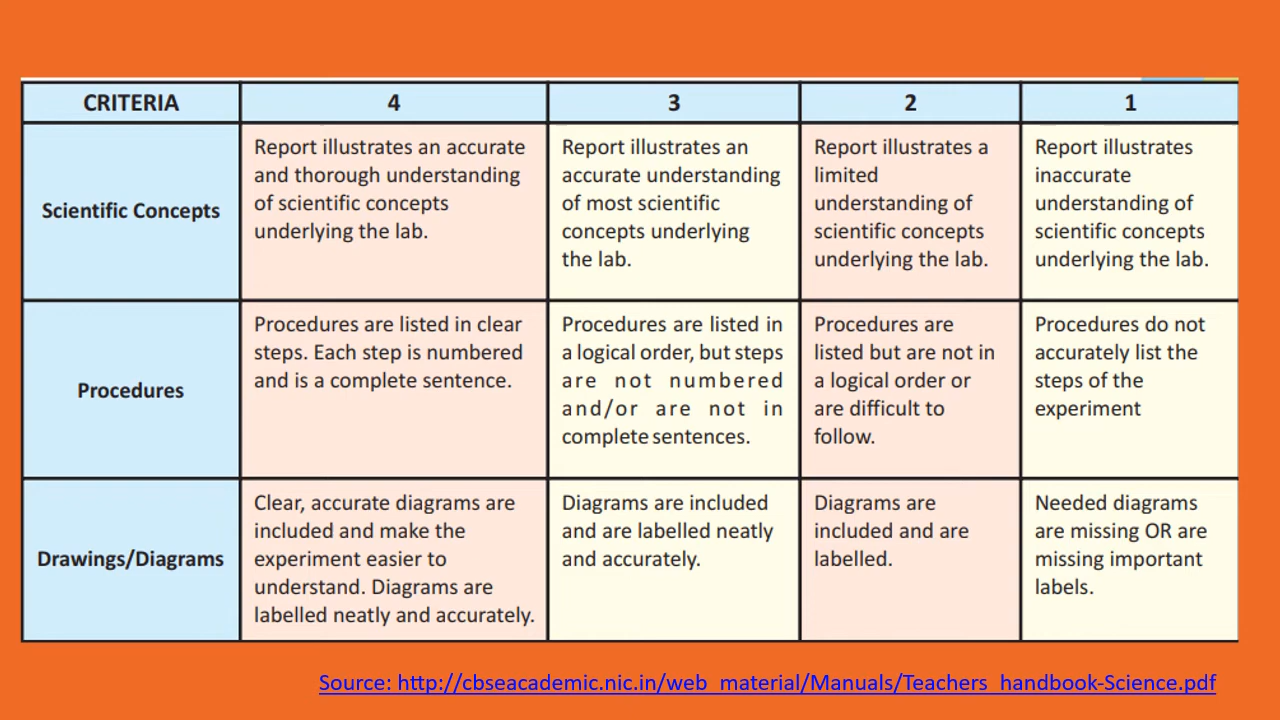 CRITERIA
4
3
2
1
Scientific Concepts
Report illustrates an accurate
and thorough understanding
of scientific concepts
underlying the lab.
Report illustrates an
accurate understanding
of most scientific
concepts underlying
the lab.
Report illustrates a
limited
understanding of
scientific concepts
underlying the lab.
Report illustrates
inaccurate
understanding of
scientific concepts
underlying the lab.
Procedures
Procedures are listed in clear
steps. Each step is numbered
and is a complete sentence.
Procedures are listed in
a logical order, but steps
are not numbered
and/or are not in
complete sentences.
Procedures are
listed but are not in
a logical order or
are difficult to
follow.
Procedures do not
accurately list the
steps of the
experiment
Drawings/Diagrams
Clear, accurate diagrams are
included and make the
experiment easier to
understand. Diagrams are
labelled neatly and accurately.
Diagrams are included
and are labelled neatly
and accurately.
Diagrams are
included and are
labelled.
Needed diagrams
are missing OR are
missing important
labels.
Source: http://cbseacademic.nic.in/web_material/Manuals/Teachers_handbook-Science.pdf